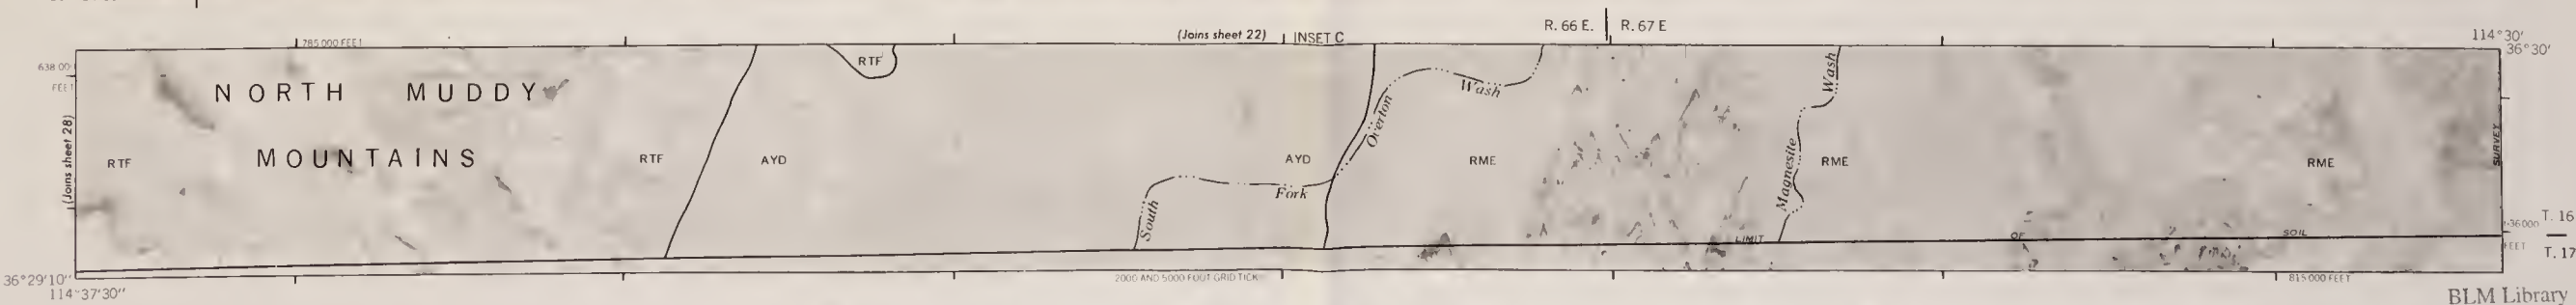 R. 66 E. R. 67 E
(Joins sheet 22) INSET C
785 000 FEET
114°30'
36°30'
638 00
FEET
RTF
Wash
Wash
NORTH MUDDY
MOUNTAINS
(Joins sheet 28)
Overton
SURVEY
RTF
RTF
AYD
AYD
RME
Magnesite
RME
RME
Fork
South
T. 16
36000
FEET
T. 17
LIMIT OF SOIL
36°29'10"
114°37'30"
2000 AND 5000 FOOT GRID TICK
815 000 FEET
BLM Library